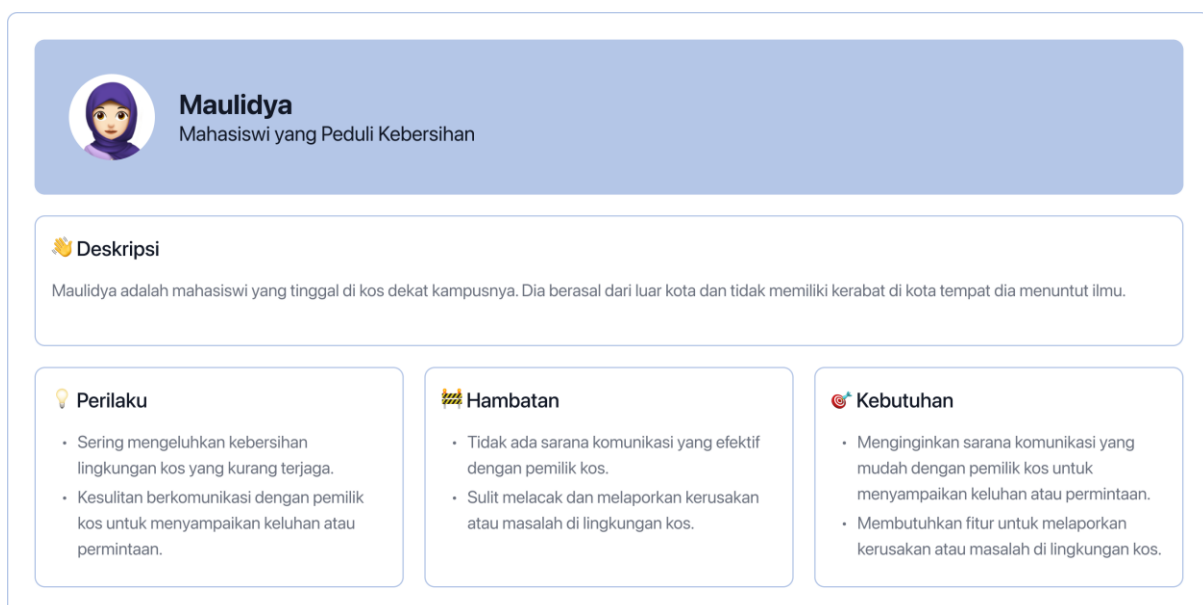 Maulidya
Mahasiswi yang Peduli Kebersihan
👋 Deskripsi
Maulidya adalah mahasiswi yang tinggal di kos dekat kampusnya. Dia berasal dari luar kota dan tidak memiliki kerabat di kota tempat dia menuntut ilmu.
💡 Perilaku
• Sering mengeluhkan kebersihan
lingkungan kos yang kurang terjaga.
• Kesulitan berkomunikasi dengan pemilik
kos untuk menyampaikan keluhan atau
permintaan.
🚧 Hambatan
• Tidak ada sarana komunikasi yang efektif
dengan pemilik kos.
• Sulit melacak dan melaporkan kerusakan
atau masalah di lingkungan kos.
🎯 Kebutuhan
• Menginginkan sarana komunikasi yang
mudah dengan pemilik kos untuk
menyampaikan keluhan atau permintaan.
• Membutuhkan fitur untuk melaporkan
kerusakan atau masalah di lingkungan kos.